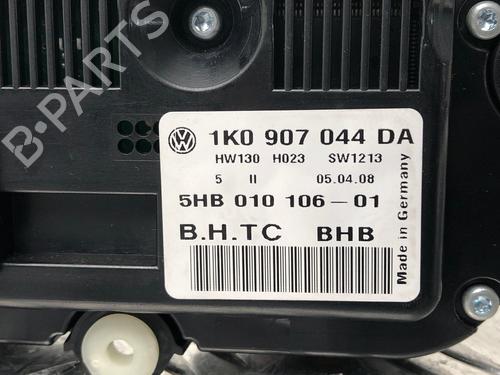 B-PARTS
VW 1K0 907 044 DA
HW130 H023 SW1213
5 II 05.04.08
5HB 010 106-01
B.H.TC BHB
Made in Germany